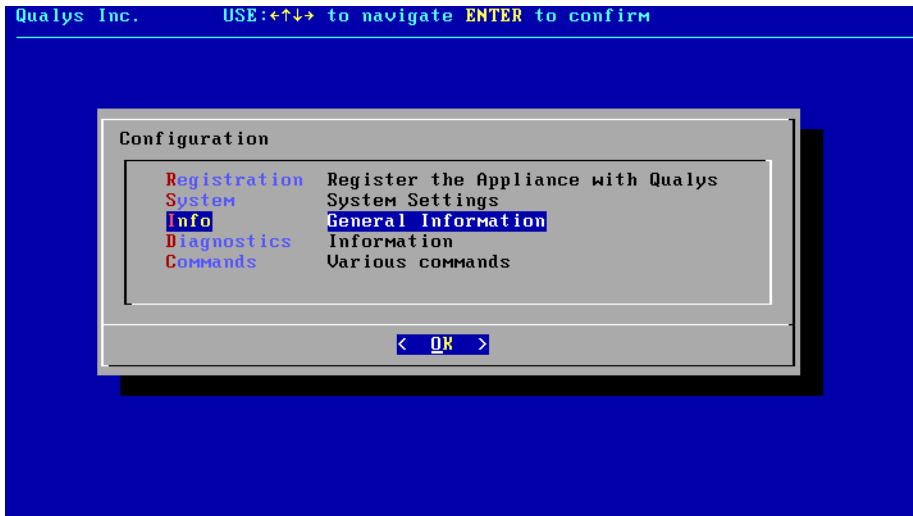 Qualys Inc. USE:←↑↓→ to navigate ENTER to confirm
Configuration
Registration Register the Appliance with Qualys
System System Settings
Info General Information
Diagnostics Information
Commands Various commands
< OK >